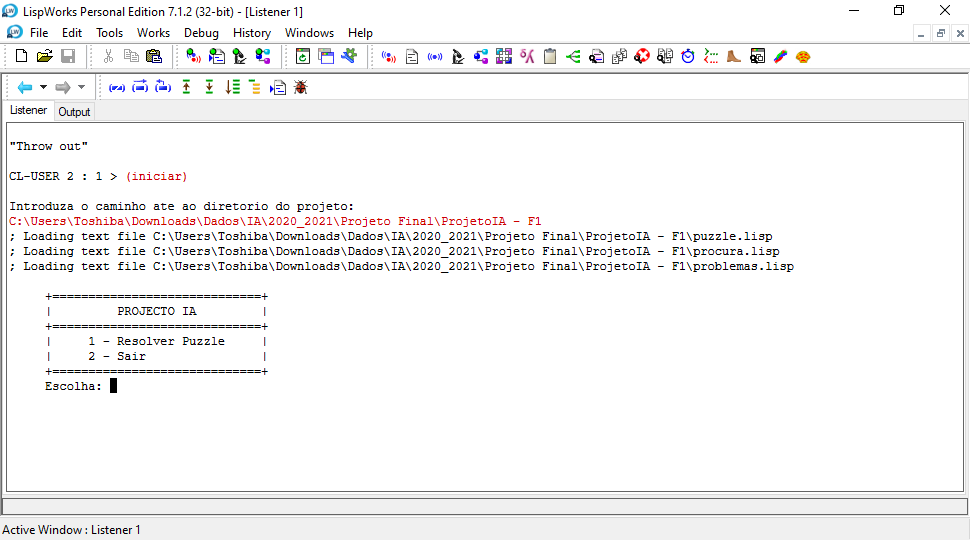 LispWorks Personal Edition 7.1.2 (32-bit) - [Listener 1]
File Edit Tools Works Debug History Windows Help
Listener Output
"Throw out"
CL-USER 2 : 1 > (iniciar)
Introduza o caminho ate ao diretorio do projeto:
C:\Users\Toshiba\Downloads\Dados\IA\2020_2021\Projeto Final\ProjetoIA - F1
; Loading text file C:\Users\Toshiba\Downloads\Dados\IA\2020_2021\Projeto Final\ProjetoIA - F1\puzzle.lisp
; Loading text file C:\Users\Toshiba\Downloads\Dados\IA\2020_2021\Projeto Final\ProjetoIA - F1\procura.lisp
; Loading text file C:\Users\Toshiba\Downloads\Dados\IA\2020_2021\Projeto Final\ProjetoIA - F1\problemas.lisp
+=============================+
| PROJECTO IA |
+=============================+
| 1 - Resolver Puzzle |
| 2 - Sair |
+=============================+
Escolha:
Active Window : Listener 1